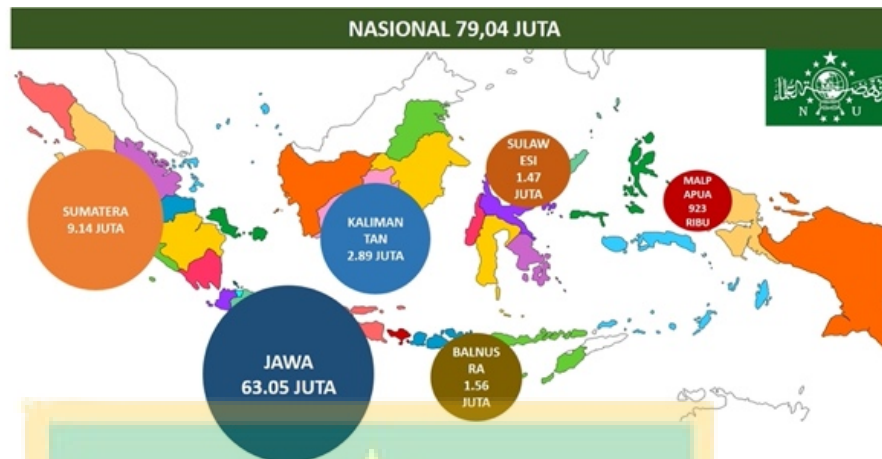 NASIONAL 79,04 JUTA
N U
SULAW
ESI
1.47
JUTA
MALP
APUA
923
RIBU
SUMATERA
9.14 JUTA
KALIMAN
TAN
2.89 JUTA
JAWA
63.05 JUTA
BALNUS
RA
1.56
JUTA